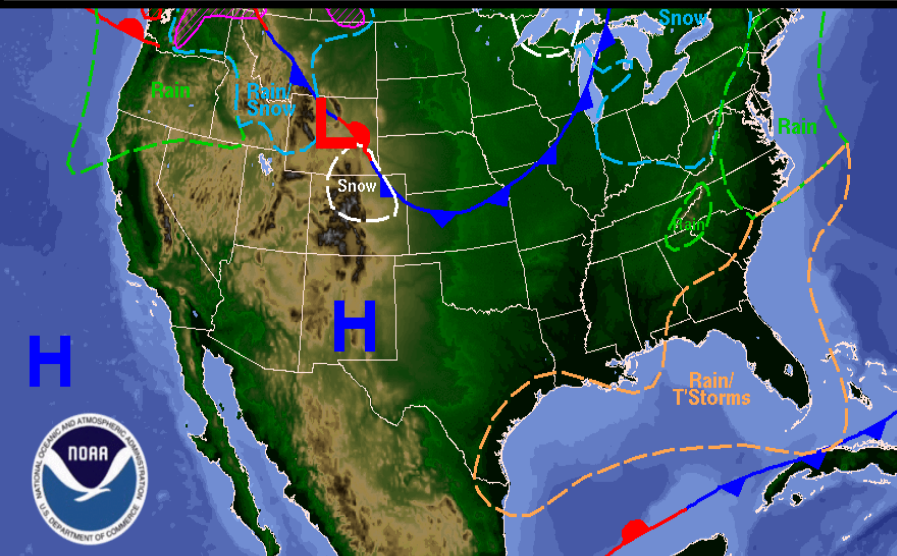 Snow
Rain
Rain/
Snow
Rain
Snow
Rain
L
H
H
Rain/
T'Storms
NATIONAL OCEANIC AND ATMOSPHERIC ADMINISTRATION
NOAA
U.S. DEPARTMENT OF COMMERCE